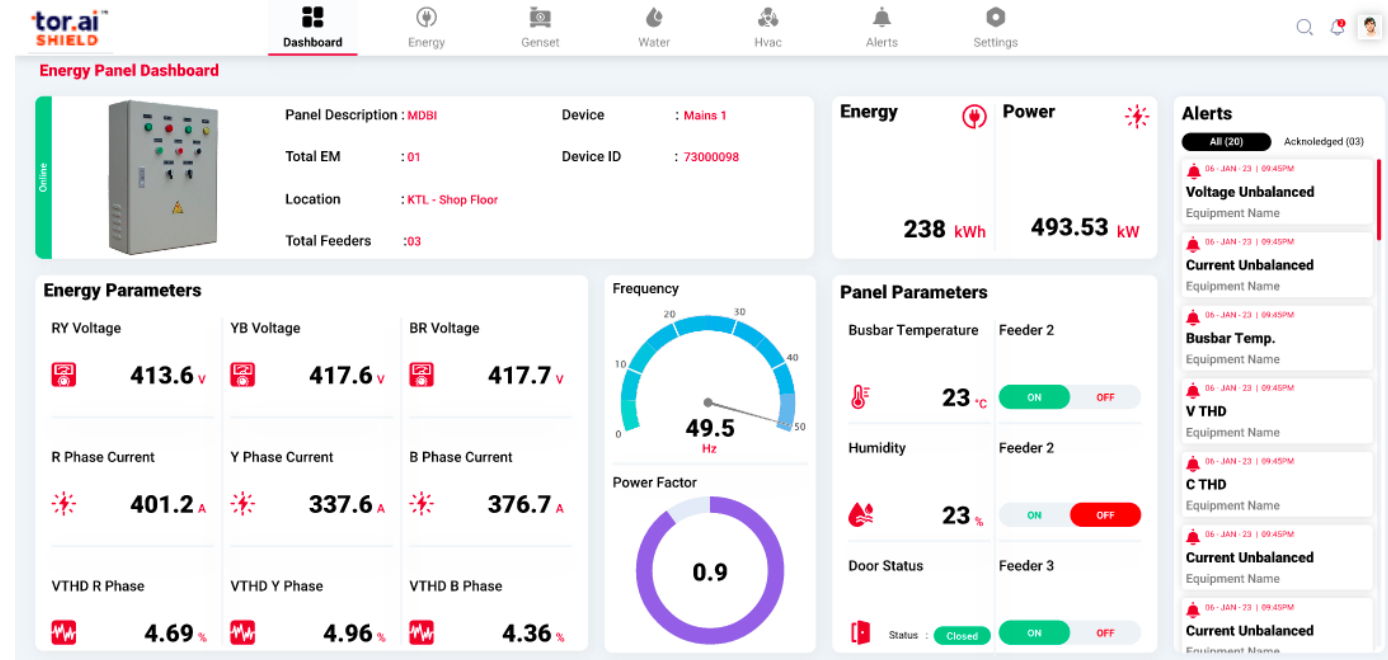 tor.ai™
SHIELD
Dashboard
Energy
Genset
Water
Hvac
Alerts
Settings
Energy Panel Dashboard
Online
Panel Description : MDBI
Device : Mains 1
Total EM : 01
Device ID : 73000098
Location : KTL - Shop Floor
Total Feeders :03
Energy
238 kWh
Power
493.53 kW
Energy Parameters
RY Voltage
413.6 V
YB Voltage
417.6 V
BR Voltage
417.7 V
R Phase Current
401.2 A
Y Phase Current
337.6 A
B Phase Current
376.7 A
VTHD R Phase
4.69 %
VTHD Y Phase
4.96 %
VTHD B Phase
4.36 %
Frequency
0
10
20
30
40
50
49.5
Hz
Power Factor
0.9
Panel Parameters
Busbar Temperature
23 °C
Feeder 2
ON OFF
Humidity
23 %
Feeder 2
ON OFF
Door Status
Status : Closed
Feeder 3
ON OFF
Alerts
All (20) Acknoledged (03)
06 - JAN - 23 | 09:45PM
Voltage Unbalanced
Equipment Name
06 - JAN - 23 | 09:45PM
Current Unbalanced
Equipment Name
06 - JAN - 23 | 09:45PM
Busbar Temp.
Equipment Name
06 - JAN - 23 | 09:45PM
V THD
Equipment Name
06 - JAN - 23 | 09:45PM
C THD
Equipment Name
06 - JAN - 23 | 09:45PM
Current Unbalanced
Equipment Name
06 - JAN - 23 | 09:45PM
Current Unbalanced
Equipment Name